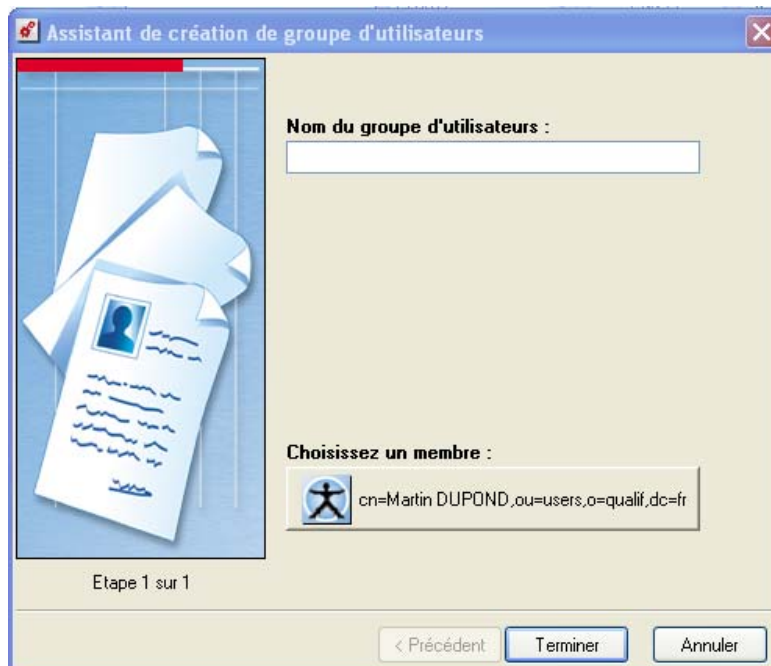 Assistant de création de groupe d'utilisateurs
Nom du groupe d'utilisateurs :
Choisissez un membre :
cn=Martin DUPOND,ou=users,o=qualif,dc=fr
Etape 1 sur 1
< Précédent
Terminer
Annuler